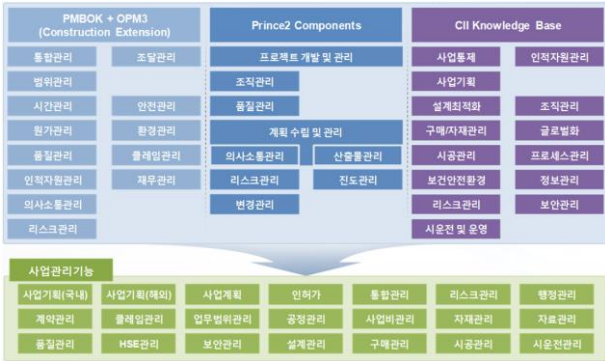 PMBOK + OPM3
(Construction Extension)
통합관리 조달관리
범위관리
시간관리 안전관리
원가관리 환경관리
품질관리 클레임관리
인적자원관리 재무관리
의사소통관리
리스크관리
Prince2 Components
프로젝트 개발 및 관리
조직관리
품질관리
계획 수립 및 관리
의사소통관리 산출물관리
리스크관리 진도관리
변경관리
CII Knowledge Base
사업통제 인적자원관리
사업기획
설계최적화 조직관리
구매/자재관리 글로벌화
시공관리 프로세스관리
보건안전환경 정보관리
리스크관리 보안관리
시운전 및 운영
사업관리기능
사업기획(국내) 사업기획(해외) 사업계획 인허가 통합관리 리스크관리 행정관리
계약관리 클레임관리 업무범위관리 공정관리 사업비관리 자재관리 자료관리
품질관리 HSE관리 보안관리 설계관리 구매관리 시공관리 시운전관리